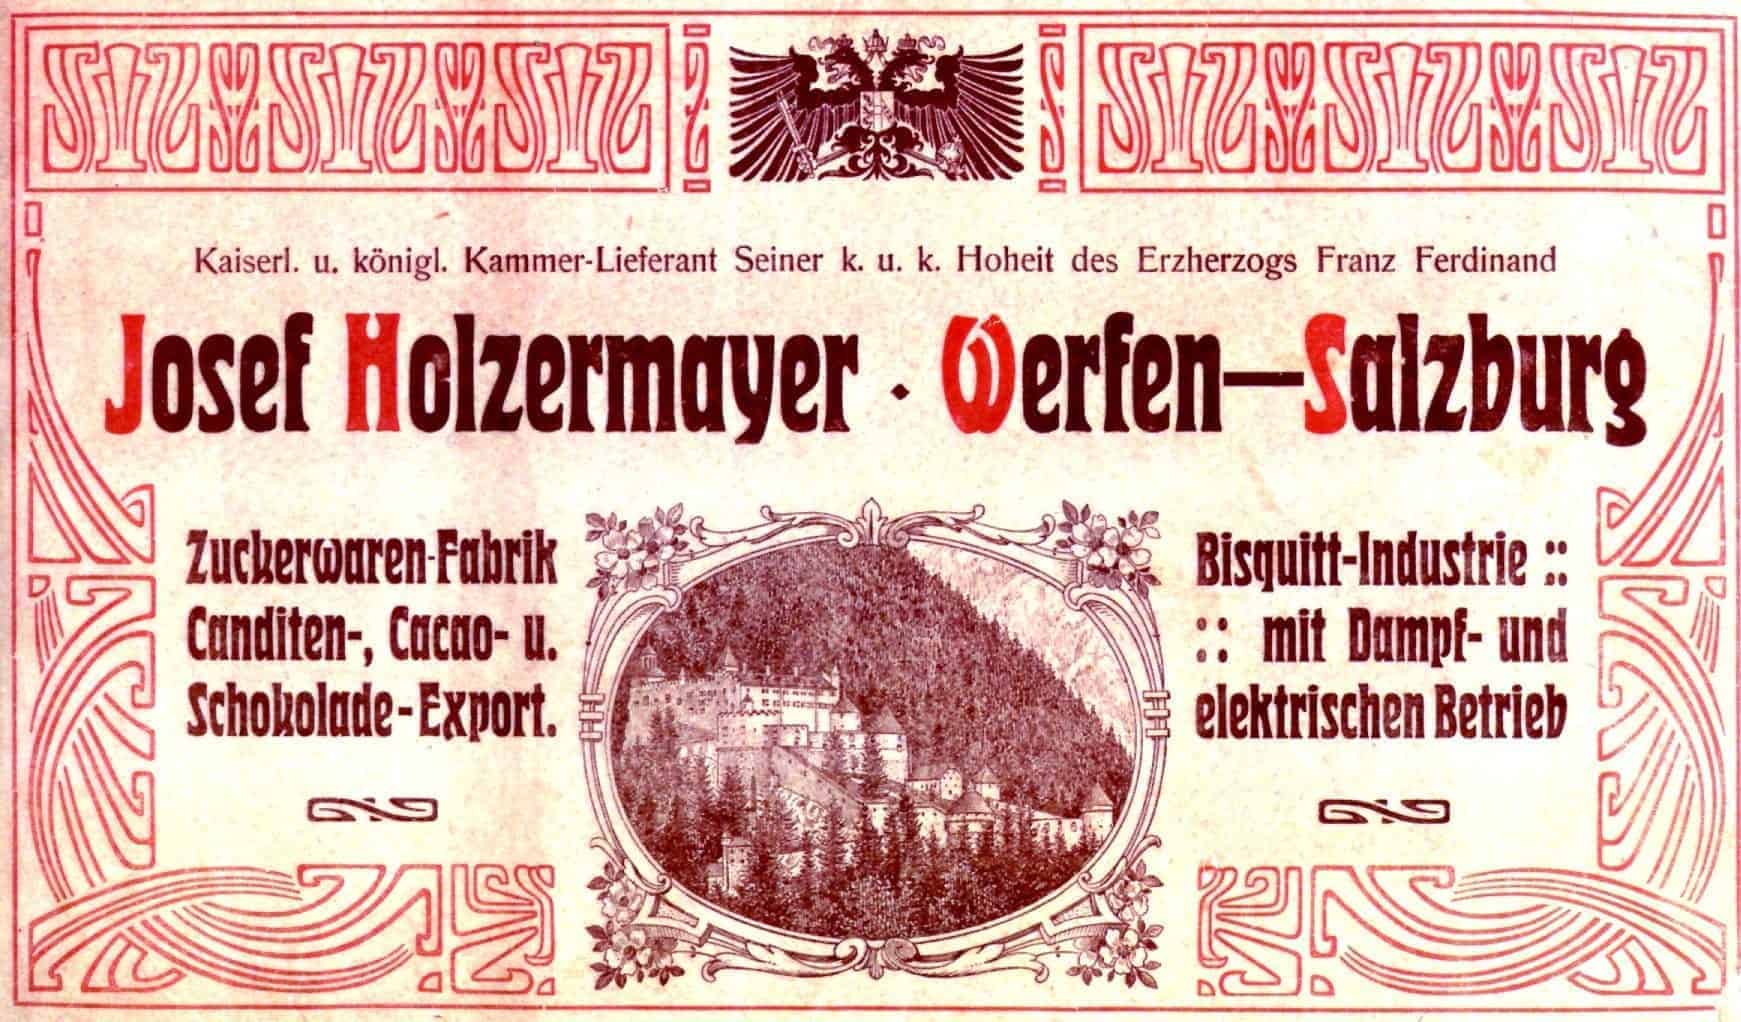 Kaiserl. u. königl. Kammer-Lieferant Seiner k. u. k. Hoheit des Erzherzogs Franz Ferdinand
Josef Holzermayer · Werfen—Salzburg
Zuckerwaren-Fabrik
Canditen-, Cacao- u.
Schokolade-Export.
Bisquitt-Industrie ::
:: mit Dampf- und
elektrischen Betrieb